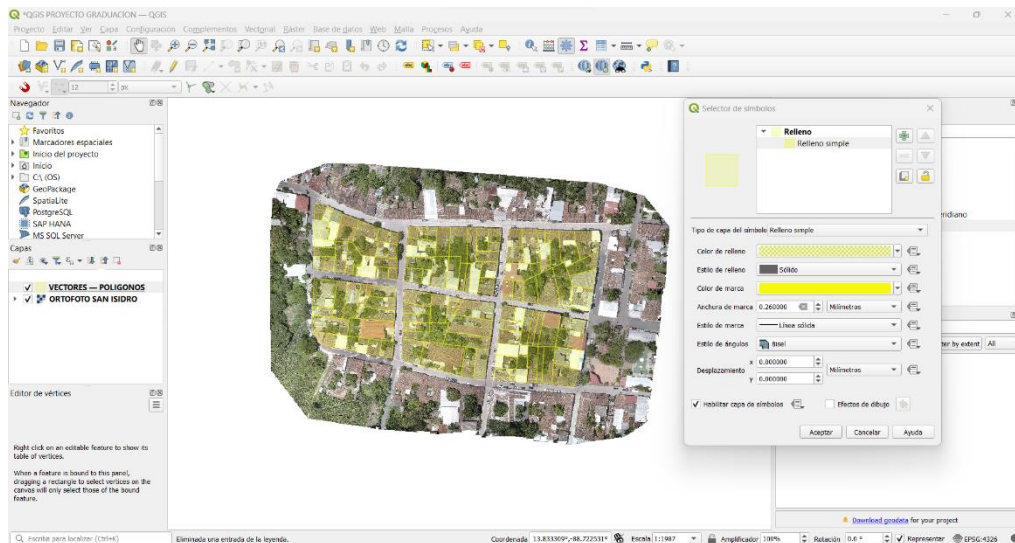 *QGIS PROYECTO GRADUACION — QGIS
Proyecto Editar Ver Capa Configuración Complementos Vectorial Ráster Base de datos Web Malla Procesos Ayuda
12 px
Navegador
Favoritos
Marcadores espaciales
Inicio del proyecto
Inicio
C:\ (OS)
GeoPackage
SpatiaLite
PostgreSQL
SAP HANA
MS SQL Server
Capas
VECTORES — POLIGONOS
ORTOFOTO SAN ISIDRO
Editor de vértices
Right click on an editable feature to show its
table of vertices.
When a feature is bound to this panel,
dragging a rectangle to select vertices on the
canvas will only select those of the bound
feature.
Selector de símbolos
Relleno
Relleno simple
Tipo de capa del símbolo Relleno simple
Color de relleno
Estilo de relleno Sólido
Color de marca
Anchura de marca 0.260000 Milímetros
Estilo de marca Línea sólida
Estilo de ángulos Bisel
x 0.000000
Desplazamiento Milímetros
y 0.000000
Habilitar capa de símbolos Efectos de dibujo
Aceptar Cancelar Ayuda
ridiano
ter by extent All
Download geodata for your project
Escriba para localizar (Ctrl+K) Eliminada una entrada de la leyenda. Coordenada 13.833309°,-88.722531° Escala 1:1987 Amplificador 100% Rotación 0.0 ° Representar EPSG:4326